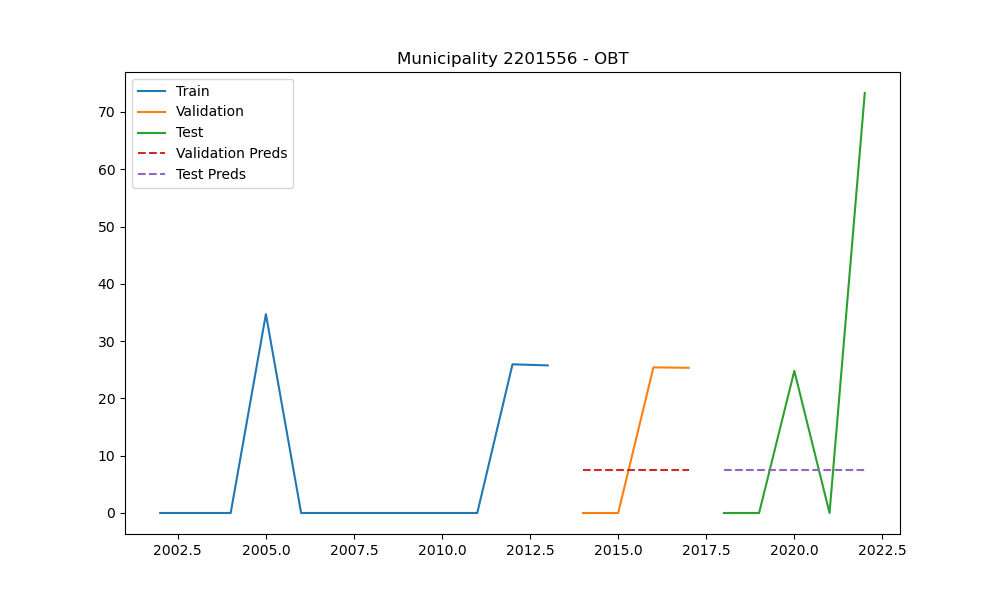 Municipality 2201556 - OBT
Train
Validation
Test
Validation Preds
Test Preds
70
60
50
40
30
20
10
0
2002.5 2005.0 2007.5 2010.0 2012.5 2015.0 2017.5 2020.0 2022.5